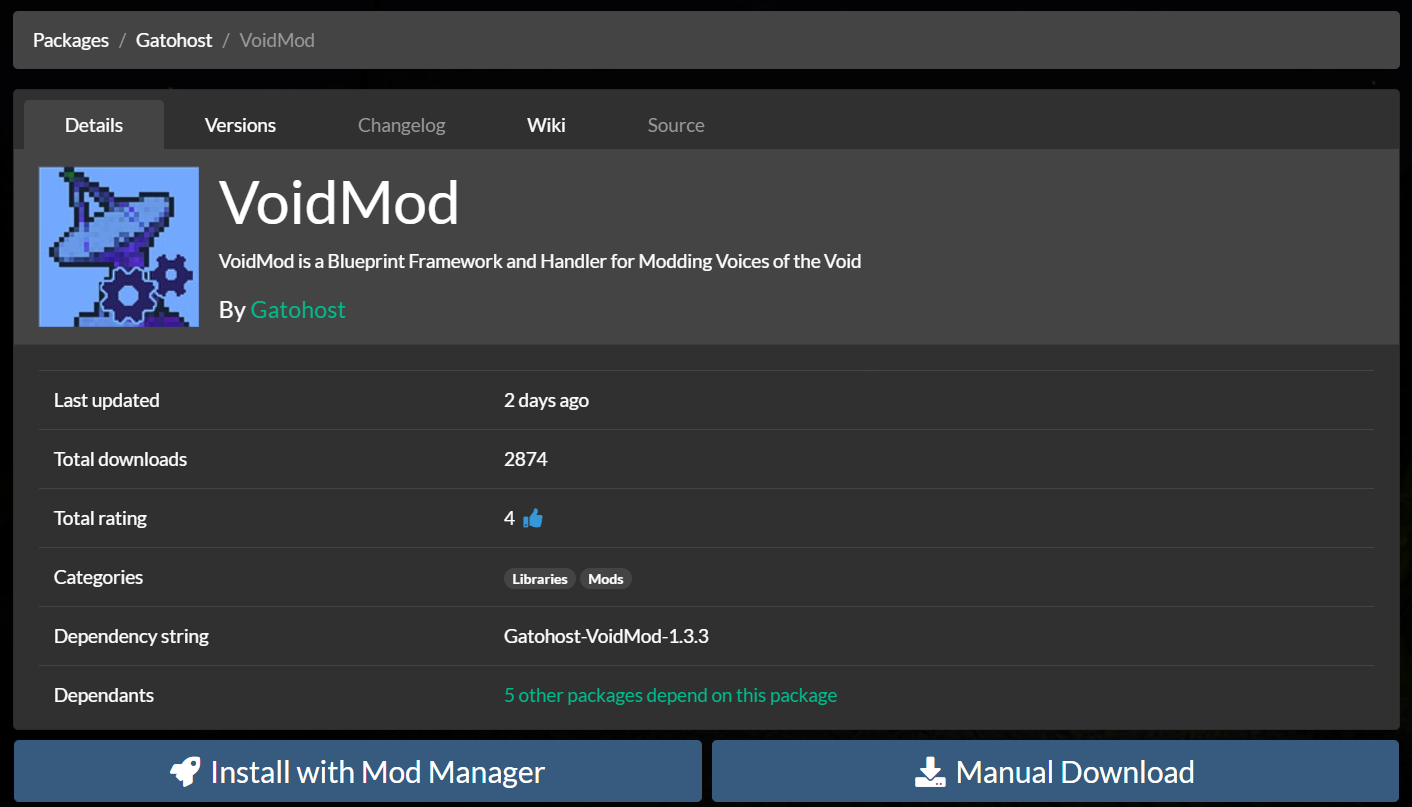 Packages / Gatohost / VoidMod
Details Versions Changelog Wiki Source
VoidMod
VoidMod is a Blueprint Framework and Handler for Modding Voices of the Void
By Gatohost
Last updated 2 days ago
Total downloads 2874
Total rating 4
Categories Libraries Mods
Dependency string Gatohost-VoidMod-1.3.3
Dependants 5 other packages depend on this package
Install with Mod Manager Manual Download